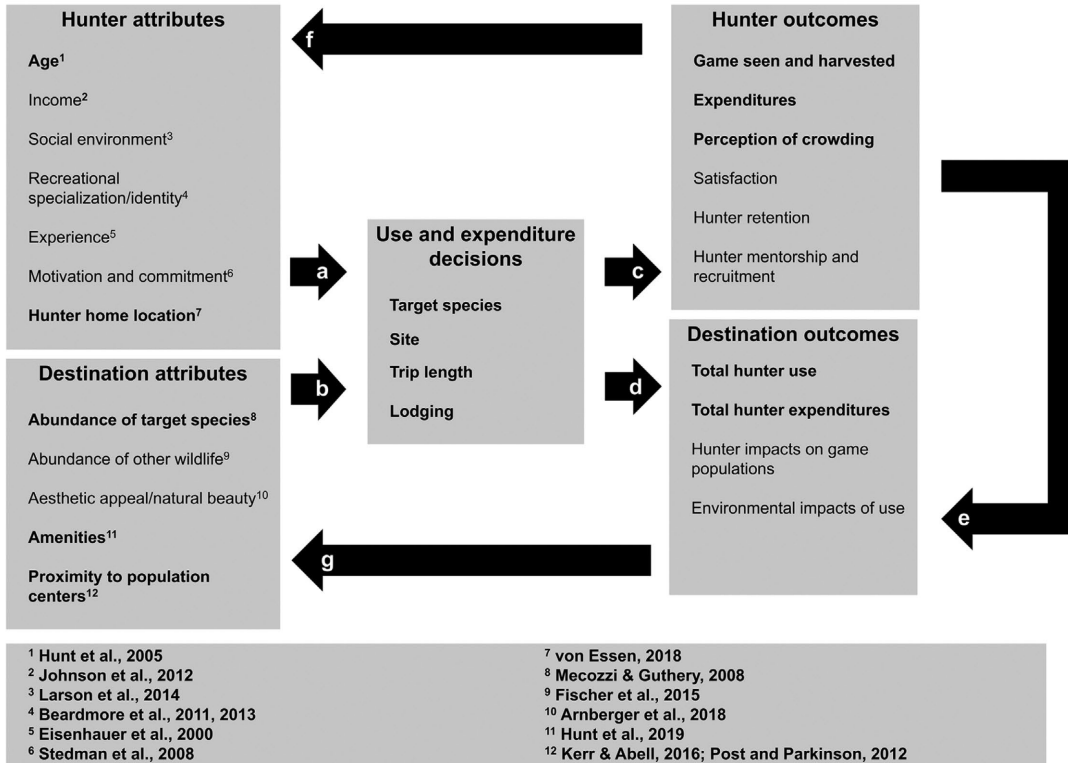 Hunter attributes
Age¹
Income²
Social environment³
Recreational
specialization/identity⁴
Experience⁵
Motivation and commitment⁶
Hunter home location⁷
Destination attributes
Abundance of target species⁸
Abundance of other wildlife⁹
Aesthetic appeal/natural beauty¹⁰
Amenities¹¹
Proximity to population
centers¹²
f
a
b
Use and expenditure
decisions
Target species
Site
Trip length
Lodging
c
d
Hunter outcomes
Game seen and harvested
Expenditures
Perception of crowding
Satisfaction
Hunter retention
Hunter mentorship and
recruitment
Destination outcomes
Total hunter use
Total hunter expenditures
Hunter impacts on game
populations
Environmental impacts of use
e
g
¹ Hunt et al., 2005
² Johnson et al., 2012
³ Larson et al., 2014
⁴ Beardmore et al., 2011, 2013
⁵ Eisenhauer et al., 2000
⁶ Stedman et al., 2008
⁷ von Essen, 2018
⁸ Mecozzi & Guthery, 2008
⁹ Fischer et al., 2015
¹⁰ Arnberger et al., 2018
¹¹ Hunt et al., 2019
¹² Kerr & Abell, 2016; Post and Parkinson, 2012